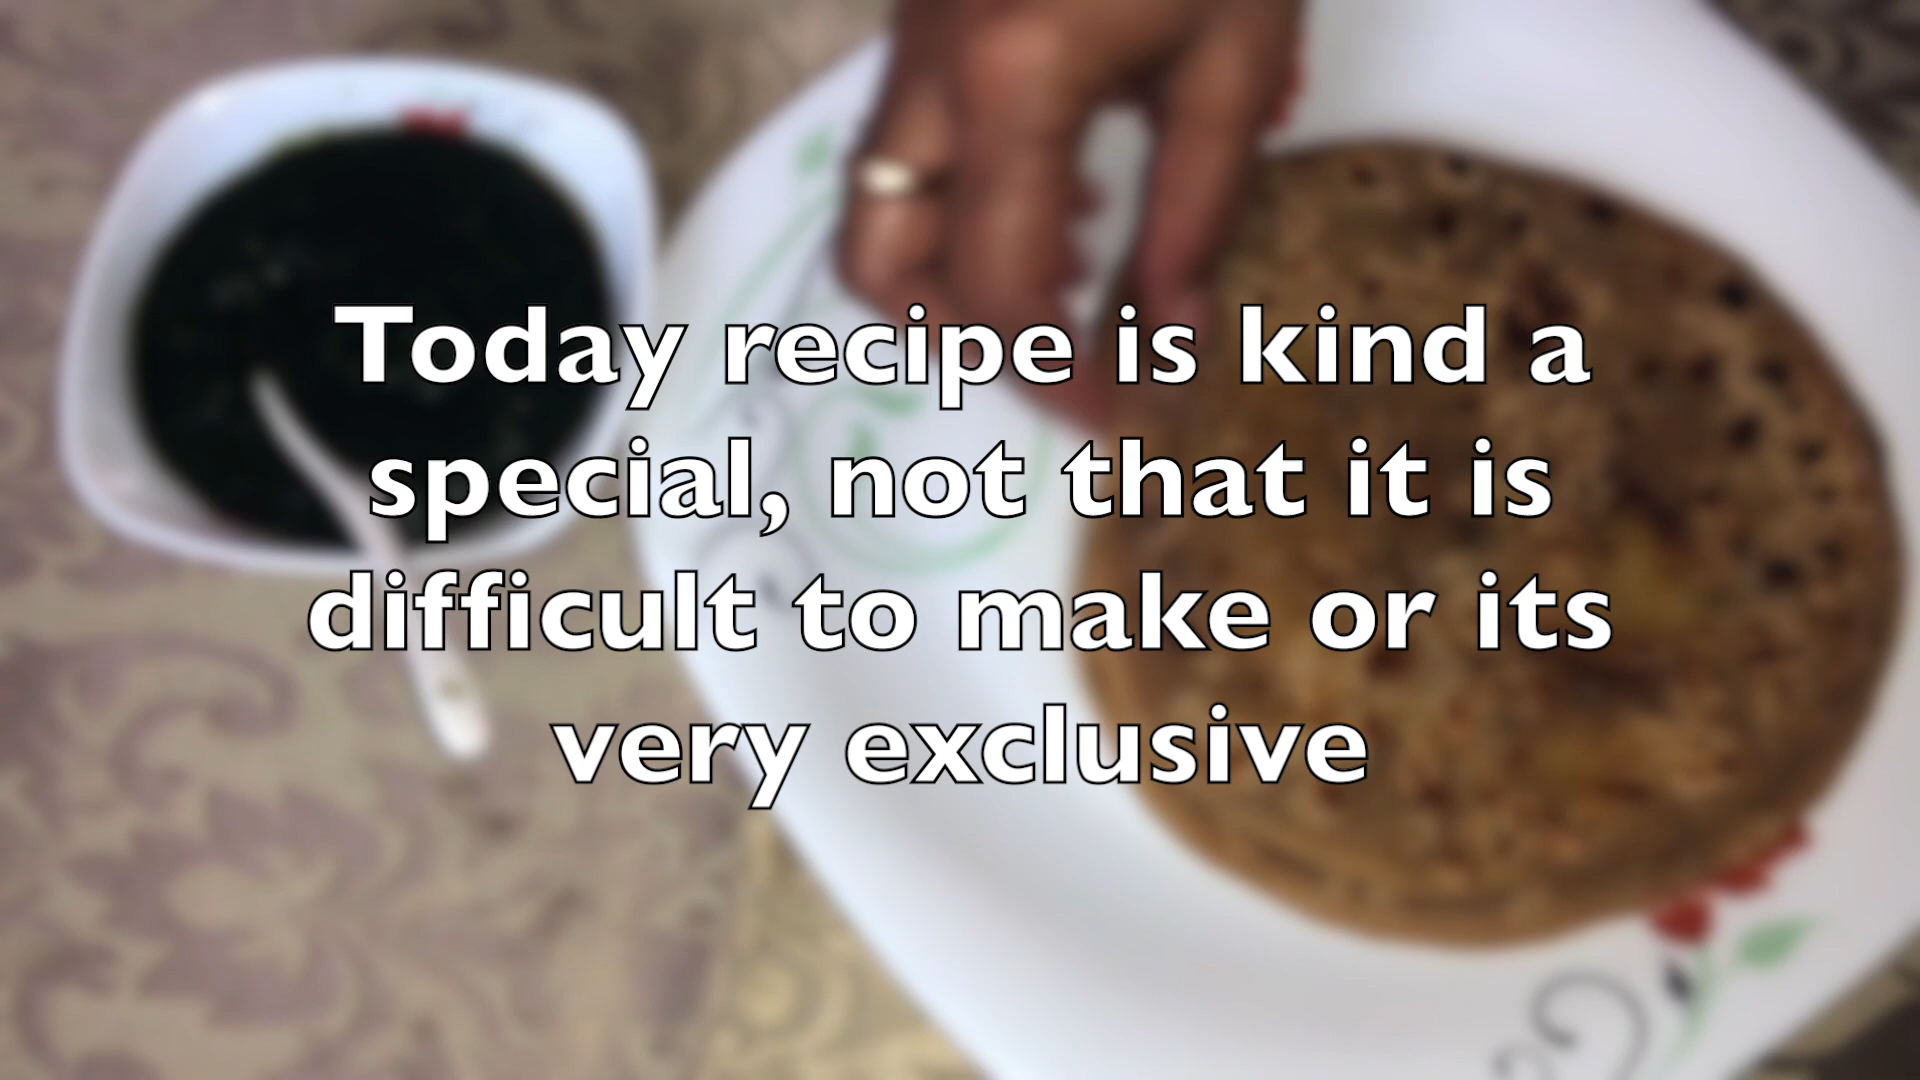 Today recipe is kind a
special, not that it is
difficult to make or its
very exclusive